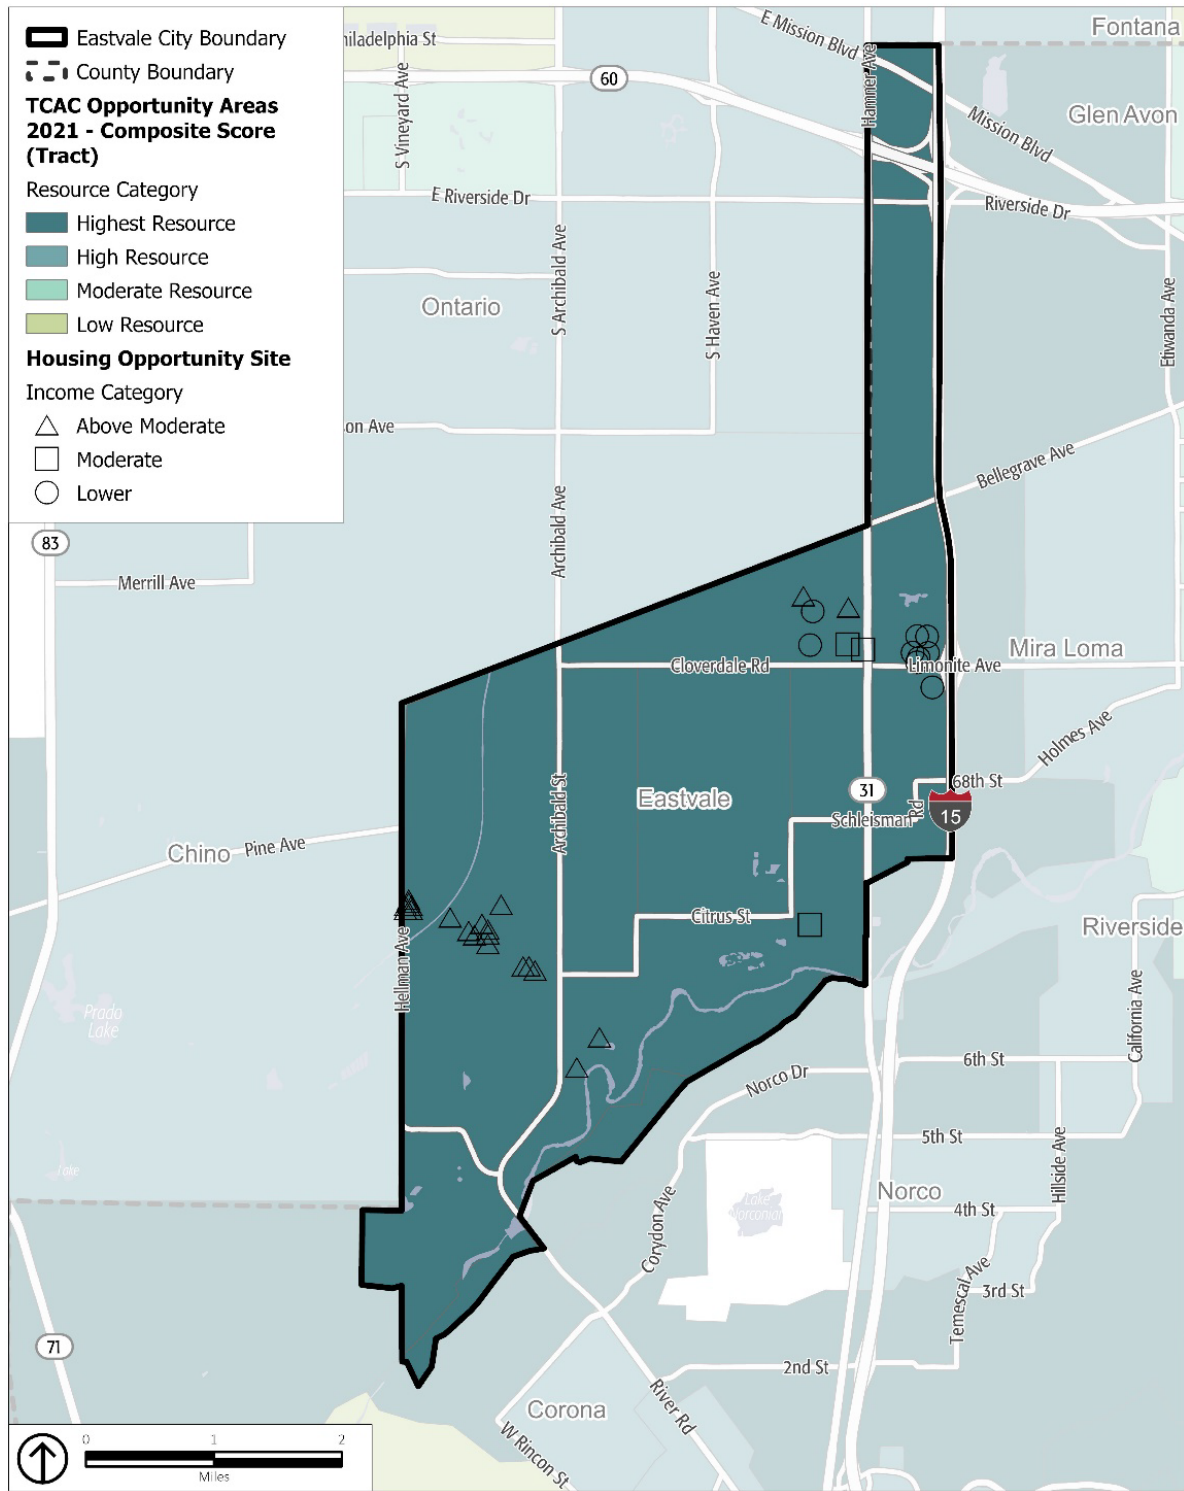 Eastvale City Boundary
County Boundary
TCAC Opportunity Areas
2021 - Composite Score
(Tract)
Resource Category
Highest Resource
High Resource
Moderate Resource
Low Resource
Housing Opportunity Site
Income Category
Above Moderate
Moderate
Lower
hiladelphia St
E Mission Blvd
Fontana
60
S Vineyard Ave
Hamner Ave
Glen Avon
Mission Blvd
E Riverside Dr
Riverside Dr
S Archibald Ave
S Haven Ave
Etiwanda Ave
Ontario
on Ave
Bellegrave Ave
Archibald Ave
83
Merrill Ave
Mira Loma
Cloverdale Rd
Limonite Ave
Holmes Ave
68th St
Eastvale
31
Archibald St
Schleisman
Rd
15
Chino
Pine Ave
Citrus St
Riverside
Hellman Ave
California Ave
Prado
Lake
6th St
Norco Dr
5th St
Hillside Ave
Lake
Lake
Norconian
Norco
4th St
Corydon Ave
Temescal Ave
3rd St
71
2nd St
River Rd
Corona
W Rincon St
0 1 2
Miles